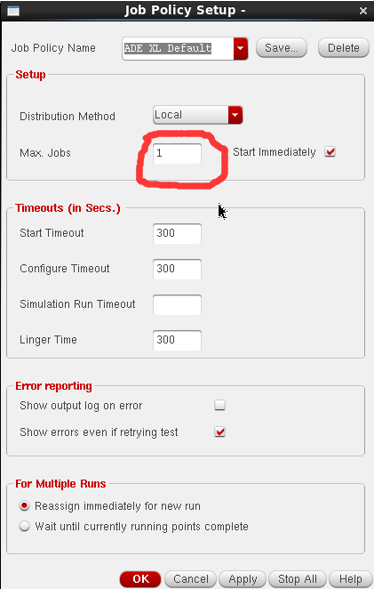 Job Policy Setup -
Job Policy Name ADE XL Default Save... Delete
Setup
Distribution Method Local
Max. Jobs 1 Start Immediately
Timeouts (in Secs.)
Start Timeout 300
Configure Timeout 300
Simulation Run Timeout
Linger Time 300
Error reporting
Show output log on error
Show errors even if retrying test
For Multiple Runs
Reassign immediately for new run
Wait until currently running points complete
OK Cancel Apply Stop All Help